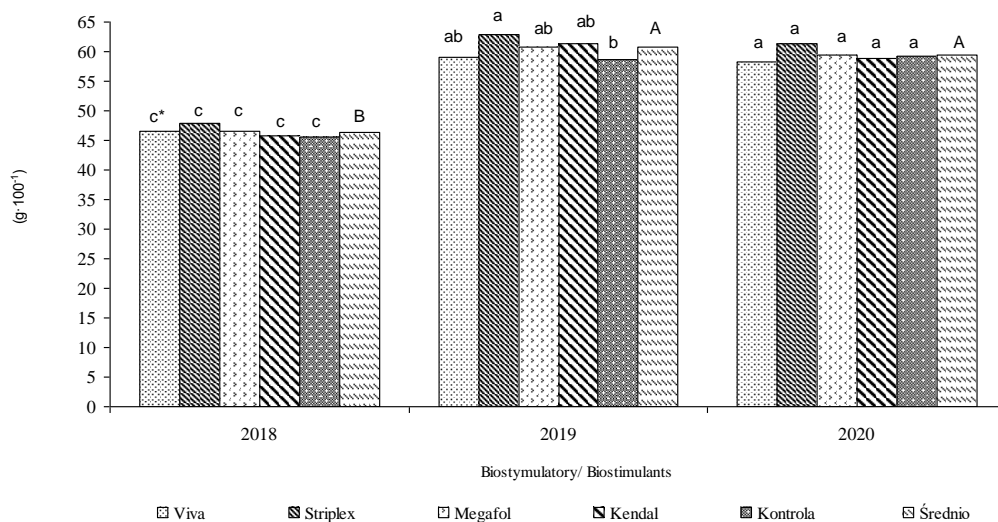 65
60
55
50
45
40
35
30
25
20
15
10
5
0
(g·100⁻¹)
c* c c c c B
ab a ab ab b A
a a a a a A
2018 2019 2020
Biostymulatory/ Biostimulants
Viva Striplex Megafol Kendal Kontrola Średnio